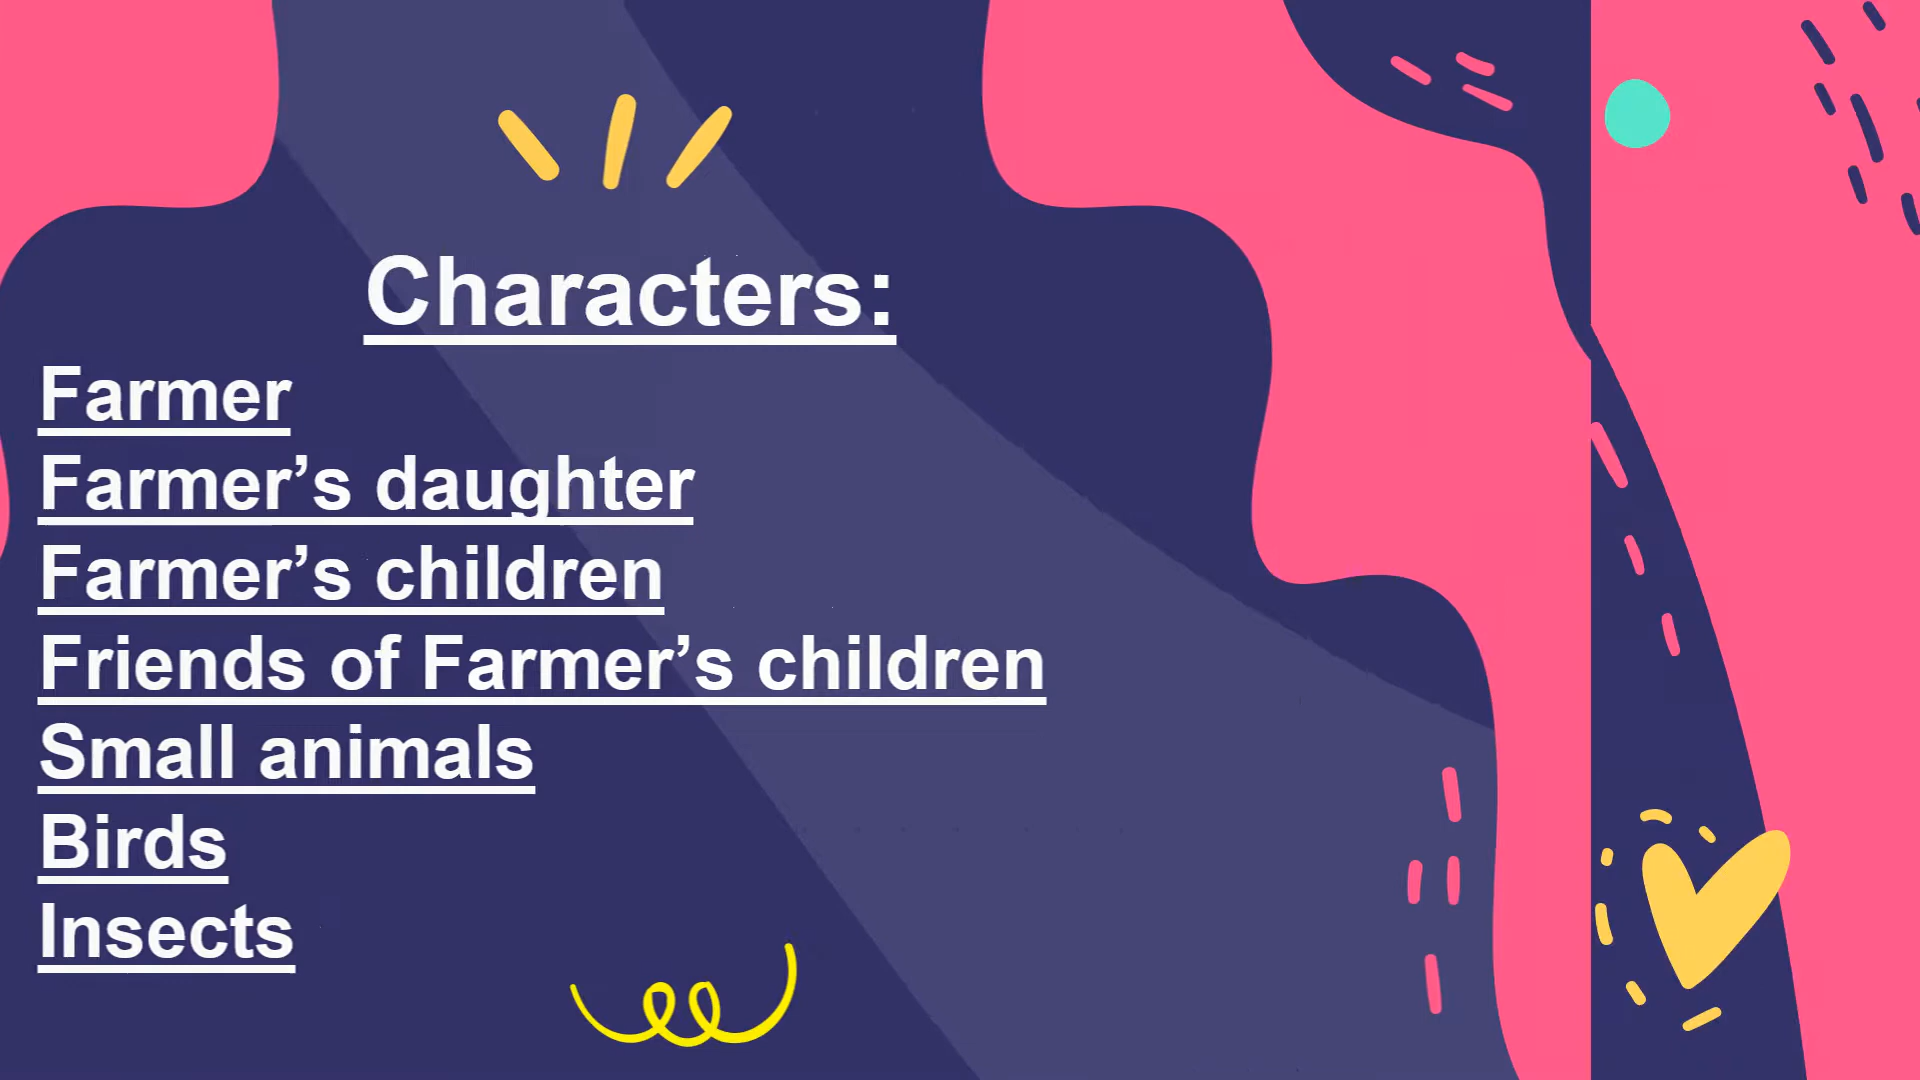 Characters:
Farmer
Farmer’s daughter
Farmer’s children
Friends of Farmer’s children
Small animals
Birds
Insects